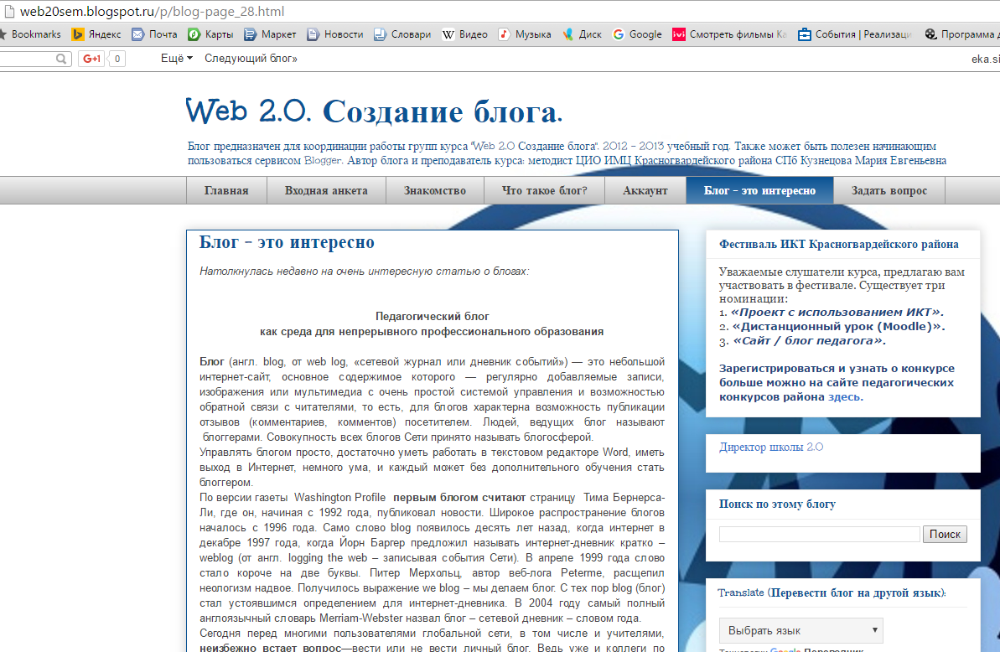 web20sem.blogspot.ru/p/blog-page_28.html
Bookmarks Яндекс Почта Карты Маркет Новости Словари Видео Музыка Диск Google Смотреть фильмы События | Реализаци Программа
G+1 0 Ещё Следующий блог» eka.si
Web 2.0. Создание блога.
Блог предназначен для координации работы групп курса "Web 2.0 Создание блога". 2012 - 2013 учебный год. Также может быть полезен начинающим
пользоваться сервисом Blogger. Автор блога и преподаватель курса: методист ЦИО ИМЦ Красногвардейского района СПб Кузнецова Мария Евгеньевна
Главная Входная анкета Знакомство Что такое блог? Аккаунт Блог - это интересно Задать вопрос
Блог - это интересно
Натолкнулась недавно на очень интересную статью о блогах:
Педагогический блог
как среда для непрерывного профессионального образования
Блог (англ. blog, от web log, «сетевой журнал или дневник событий») — это небольшой
интернет-сайт, основное содержимое которого — регулярно добавляемые записи,
изображения или мультимедиа с очень простой системой управления и возможностью
обратной связи с читателями, то есть, для блогов характерна возможность публикации
отзывов (комментариев, комментов) посетителем. Людей, ведущих блог называют
блоггерами. Совокупность всех блогов Сети принято называть блогосферой.
Управлять блогом просто, достаточно уметь работать в текстовом редакторе Word, иметь
выход в Интернет, немного ума, и каждый может без дополнительного обучения стать
блоггером.
По версии газеты Washington Profile первым блогом считают страницу Тима Бернерса-
Ли, где он, начиная с 1992 года, публиковал новости. Широкое распространение блогов
началось с 1996 года. Само слово blog появилось десять лет назад, когда интернет в
декабре 1997 года, когда Йорн Баргер предложил называть интернет-дневник кратко –
weblog (от англ. logging the web – записывая события Сети). В апреле 1999 года слово
стало короче на две буквы. Питер Мерхольц, автор веб-лога Peterme, расщепил
неологизм надвое. Получилось выражение we blog – мы делаем блог. С тех пор blog (блог)
стал устоявшимся определением для интернет-дневника. В 2004 году самый полный
англоязычный словарь Merriam-Webster назвал блог – сетевой дневник – словом года.
Сегодня перед многими пользователями глобальной сети, в том числе и учителями,
неизбежно встает вопрос—вести или не вести личный блог. Ведь уже и коллеги по
Фестиваль ИКТ Красногвардейского района
Уважаемые слушатели курса, предлагаю вам
участвовать в фестивале. Существует три
номинации:
1. «Проект с использованием ИКТ».
2. «Дистанционный урок (Moodle)».
3. «Сайт / блог педагога».
Зарегистрироваться и узнать о конкурсе
больше можно на сайте педагогических
конкурсов района здесь.
Директор школы 2.0
Поиск по этому блогу
Поиск
Translate (Перевести блог на другой язык):
Выбрать язык
Google Переводчик